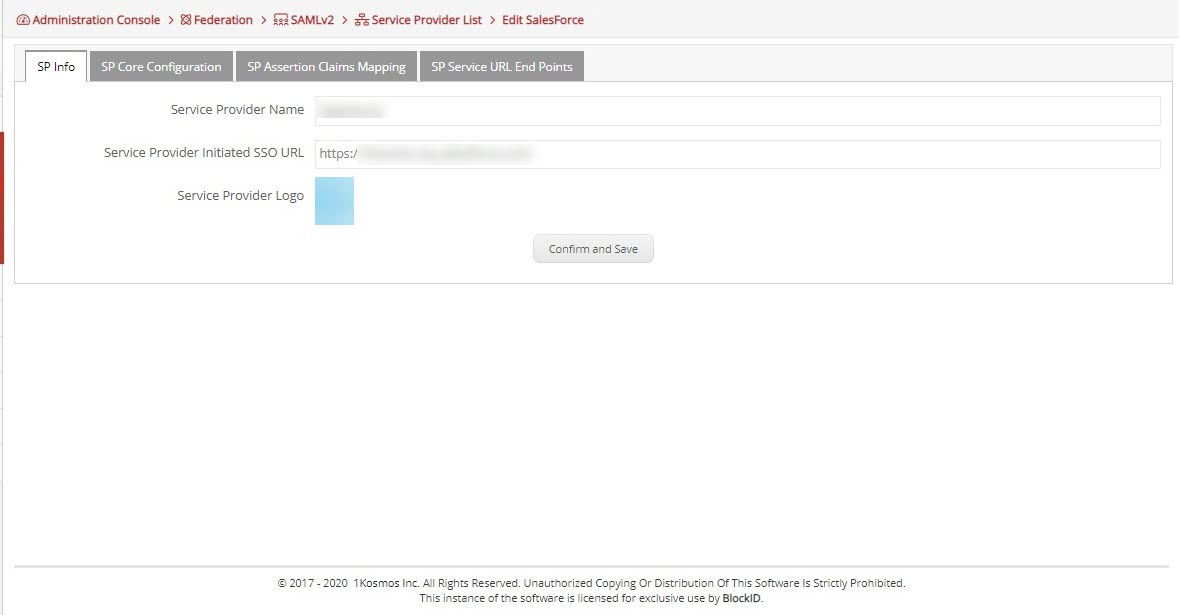 Administration Console > Federation > SAMLv2 > Service Provider List > Edit SalesForce
SP Info SP Core Configuration SP Assertion Claims Mapping SP Service URL End Points
Service Provider Name
Service Provider Initiated SSO URL https:/
Service Provider Logo
Confirm and Save
© 2017 - 2020 1Kosmos Inc. All Rights Reserved. Unauthorized Copying Or Distribution Of This Software Is Strictly Prohibited.
This instance of the software is licensed for exclusive use by BlockID.